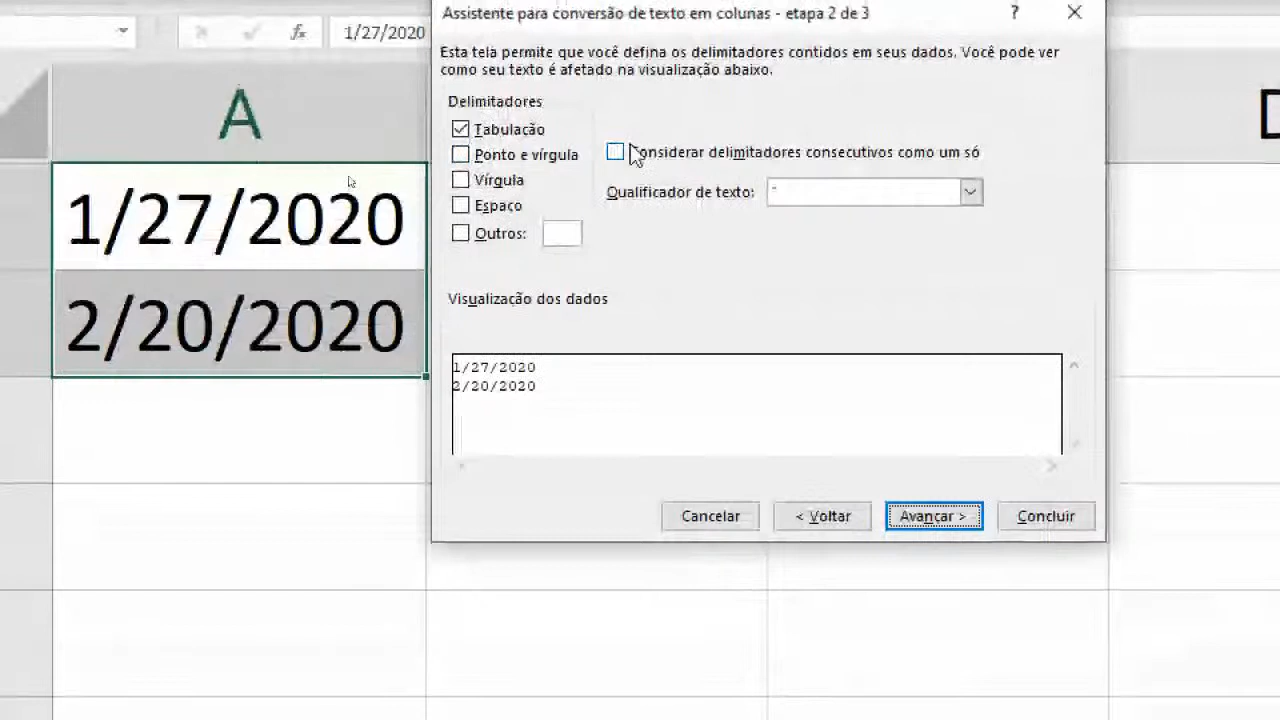 Assistente para conversão de texto em colunas - etapa 2 de 3 ?
fx 1/27/2020
Esta tela permite que você defina os delimitadores contidos em seus dados. Você pode ver
como seu texto é afetado na visualização abaixo.
A
D
Delimitadores
Tabulação
Ponto e vírgula
Vírgula
Espaço
Outros:
onsiderar delimitadores consecutivos como um só
Qualificador de texto:
1/27/2020
2/20/2020
Visualização dos dados
1/27/2020
2/20/2020
Cancelar
< Voltar
Avançar >
Concluir